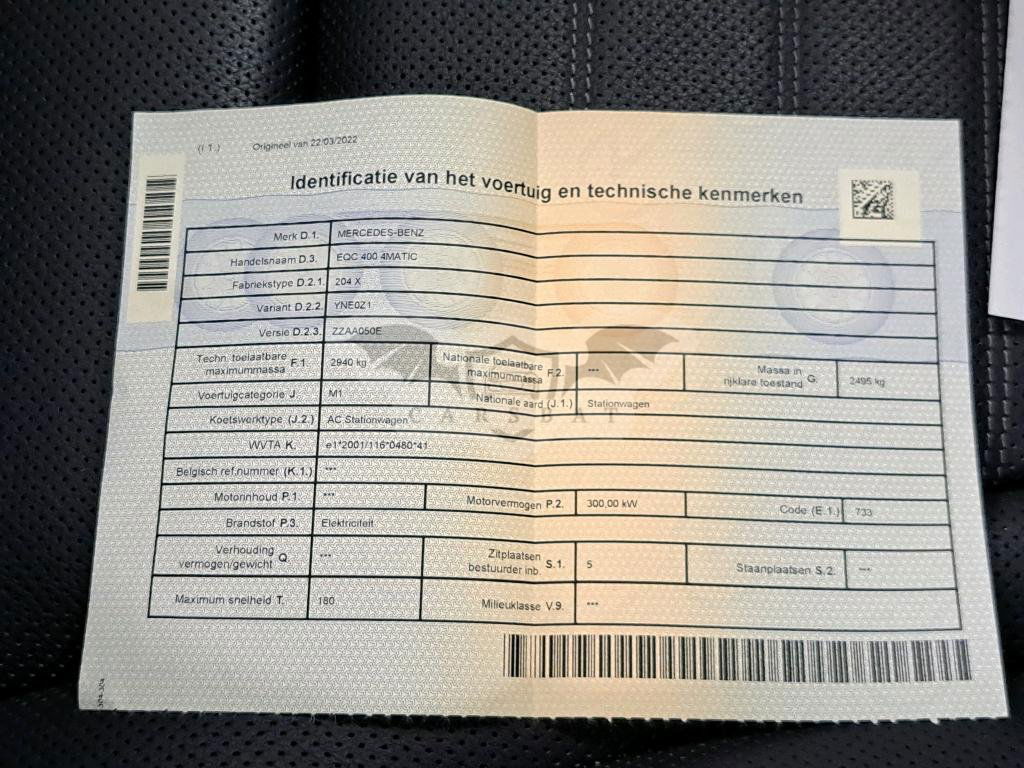 (I 1.) Origineel van 22/03/2022
Identificatie van het voertuig en technische kenmerken
Merk D.1. MERCEDES-BENZ
Handelsnaam D.3. EQC 400 4MATIC
Fabriekstype D.2.1. 204 X
Variant D.2.2. YNE0Z1
Versie D.2.3. ZZAA050E
Techn. toelaatbare maximummassa F.1. 2940 kg Nationale toelaatbare maximummassa F.2. --- Massa in rijklare toestand G. 2495 kg
Voertuigcategorie J. M1 Nationale aard (J.1.) Stationwagen
CARSBAT
Koetswerktype (J.2.) AC Stationwagen
WVTA K. e1*2001/116*0480*41
Belgisch ref.nummer (K.1.) ---
Motorinhoud P.1. --- Motorvermogen P.2. 300,00 kW Code (E.1.) 733
Brandstof P.3. Elektriciteit
Verhouding vermogen/gewicht Q. --- Zitplaatsen bestuurder inb. S.1. 5 Staanplaatsen S.2. ---
Maximum snelheid T. 180 Milieuklasse V.9. ---